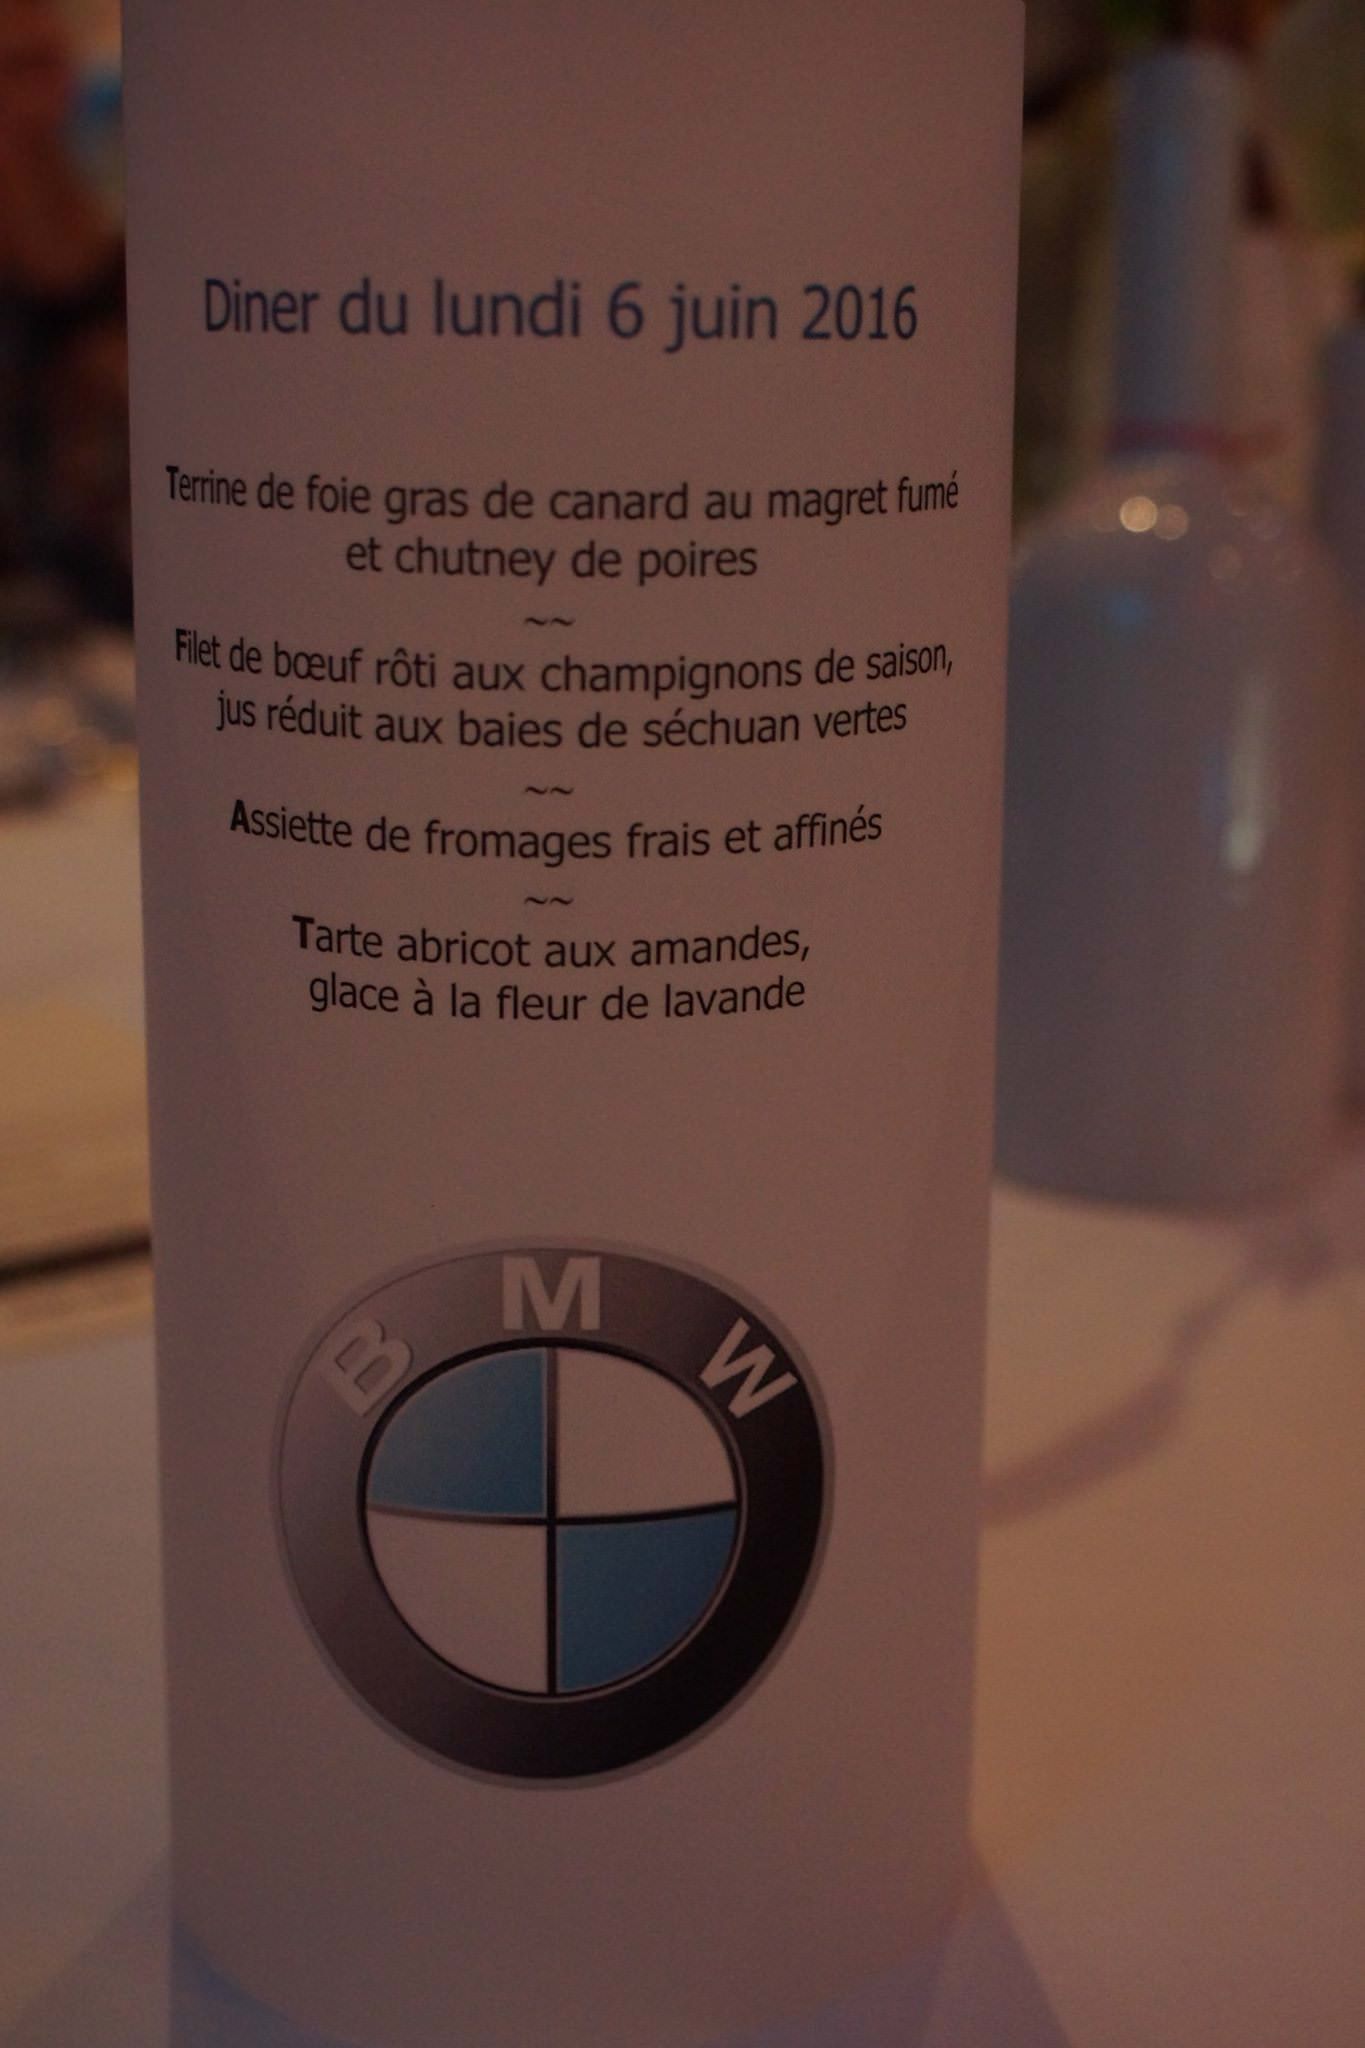 Diner du lundi 6 juin 2016
Terrine de foie gras de canard au magret fumé
et chutney de poires
~~
Filet de bœuf rôti aux champignons de saison,
jus réduit aux baies de séchuan vertes
~~
Assiette de fromages frais et affinés
~~
Tarte abricot aux amandes,
glace à la fleur de lavande
BMW